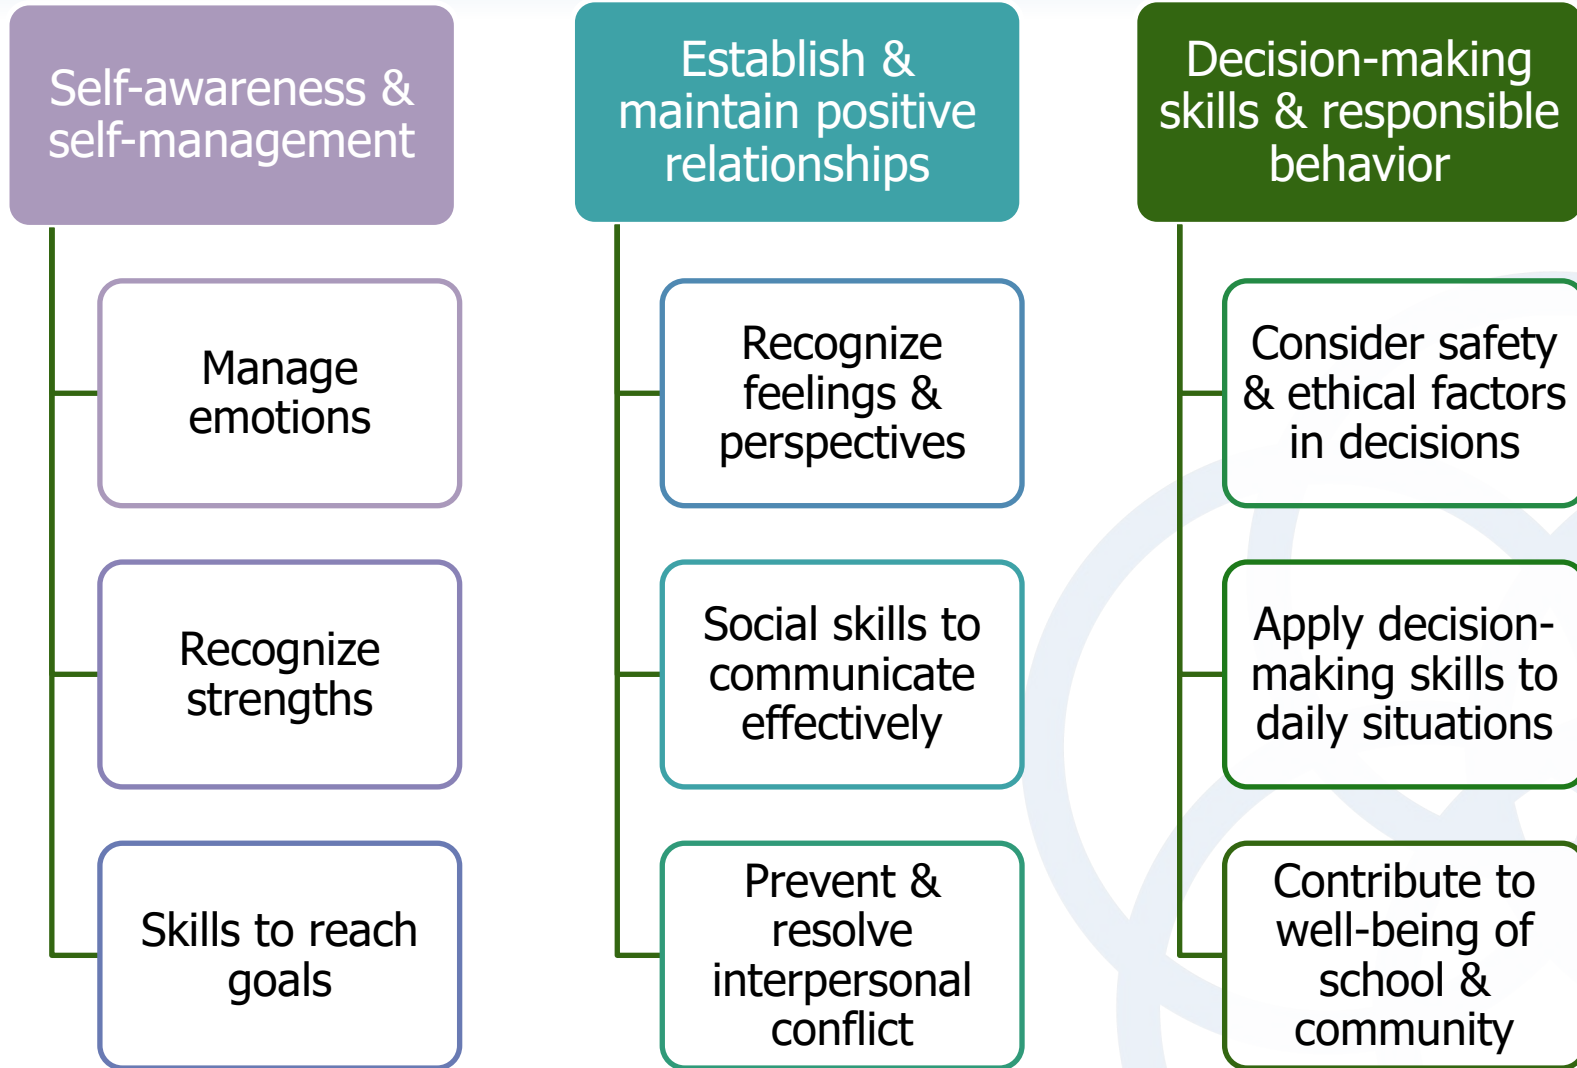 Self-awareness &
self-management
Manage
emotions
Recognize
strengths
Skills to reach
goals
Establish &
maintain positive
relationships
Recognize
feelings &
perspectives
Social skills to
communicate
effectively
Prevent &
resolve
interpersonal
conflict
Decision-making
skills & responsible
behavior
Consider safety
& ethical factors
in decisions
Apply decision-
making skills to
daily situations
Contribute to
well-being of
school &
community